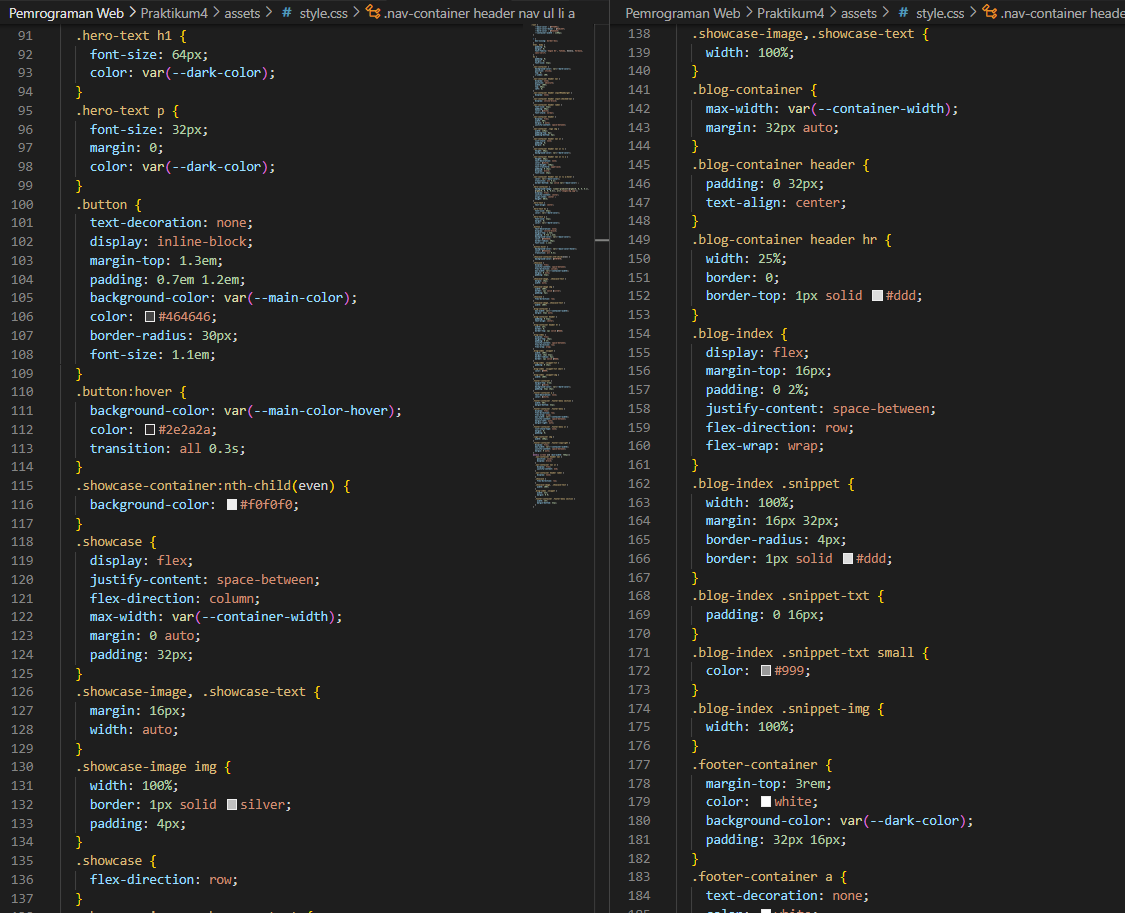 Pemrograman Web > Praktikum4 > assets > # style.css > .nav-container header nav ul li a
91 .hero-text h1 {
92 font-size: 64px;
93 color: var(--dark-color);
94 }
95 .hero-text p {
96 font-size: 32px;
97 margin: 0;
98 color: var(--dark-color);
99 }
100 .button {
101 text-decoration: none;
102 display: inline-block;
103 margin-top: 1.3em;
104 padding: 0.7em 1.2em;
105 background-color: var(--main-color);
106 color: #464646;
107 border-radius: 30px;
108 font-size: 1.1em;
109 }
110 .button:hover {
111 background-color: var(--main-color-hover);
112 color: #2e2a2a;
113 transition: all 0.3s;
114 }
115 .showcase-container:nth-child(even) {
116 background-color: #f0f0f0;
117 }
118 .showcase {
119 display: flex;
120 justify-content: space-between;
121 flex-direction: column;
122 max-width: var(--container-width);
123 margin: 0 auto;
124 padding: 32px;
125 }
126 .showcase-image, .showcase-text {
127 margin: 16px;
128 width: auto;
129 }
130 .showcase-image img {
131 width: 100%;
132 border: 1px solid silver;
133 padding: 4px;
134 }
135 .showcase {
136 flex-direction: row;
137 }
Pemrograman Web > Praktikum4 > assets > # style.css > .nav-container heade
138 .showcase-image,.showcase-text {
139 width: 100%;
140 }
141 .blog-container {
142 max-width: var(--container-width);
143 margin: 32px auto;
144 }
145 .blog-container header {
146 padding: 0 32px;
147 text-align: center;
148 }
149 .blog-container header hr {
150 width: 25%;
151 border: 0;
152 border-top: 1px solid #ddd;
153 }
154 .blog-index {
155 display: flex;
156 margin-top: 16px;
157 padding: 0 2%;
158 justify-content: space-between;
159 flex-direction: row;
160 flex-wrap: wrap;
161 }
162 .blog-index .snippet {
163 width: 100%;
164 margin: 16px 32px;
165 border-radius: 4px;
166 border: 1px solid #ddd;
167 }
168 .blog-index .snippet-txt {
169 padding: 0 16px;
170 }
171 .blog-index .snippet-txt small {
172 color: #999;
173 }
174 .blog-index .snippet-img {
175 width: 100%;
176 }
177 .footer-container {
178 margin-top: 3rem;
179 color: white;
180 background-color: var(--dark-color);
181 padding: 32px 16px;
182 }
183 .footer-container a {
184 text-decoration: none;